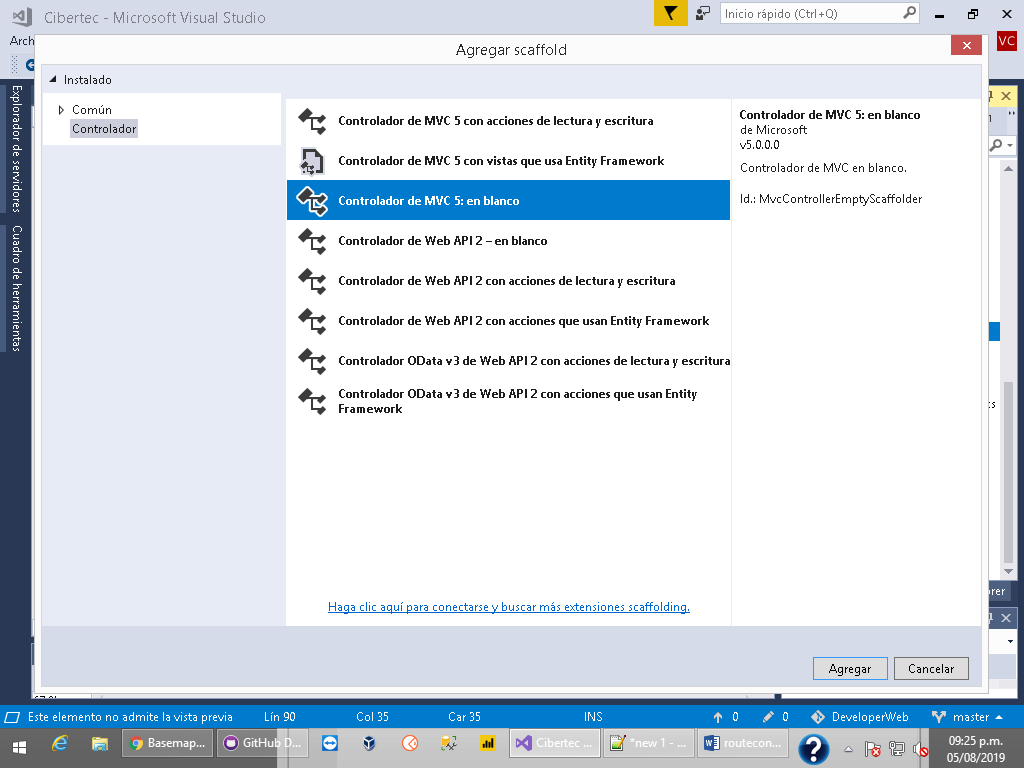 Cibertec - Microsoft Visual Studio
Inicio rápido (Ctrl+Q)
Arch
VC
Agregar scaffold
Instalado
Común
Controlador
Explorador de servidores
Cuadro de herramientas
Controlador de MVC 5 con acciones de lectura y escritura
Controlador de MVC 5 con vistas que usa Entity Framework
Controlador de MVC 5: en blanco
Controlador de Web API 2 – en blanco
Controlador de Web API 2 con acciones de lectura y escritura
Controlador de Web API 2 con acciones que usan Entity Framework
Controlador OData v3 de Web API 2 con acciones de lectura y escritura
Controlador OData v3 de Web API 2 con acciones que usan Entity
Framework
Controlador de MVC 5: en blanco
de Microsoft
v5.0.0.0
Controlador de MVC en blanco.
Id.: MvcControllerEmptyScaffolder
Haga clic aquí para conectarse y buscar más extensiones scaffolding.
Agregar
Cancelar
Este elemento no admite la vista previa
Lín 90
Col 35
Car 35
INS
0
0
DeveloperWeb
master
Basemap...
GitHub D...
Cibertec ...
*new 1 - ...
routecon...
09:25 p.m.
05/08/2019